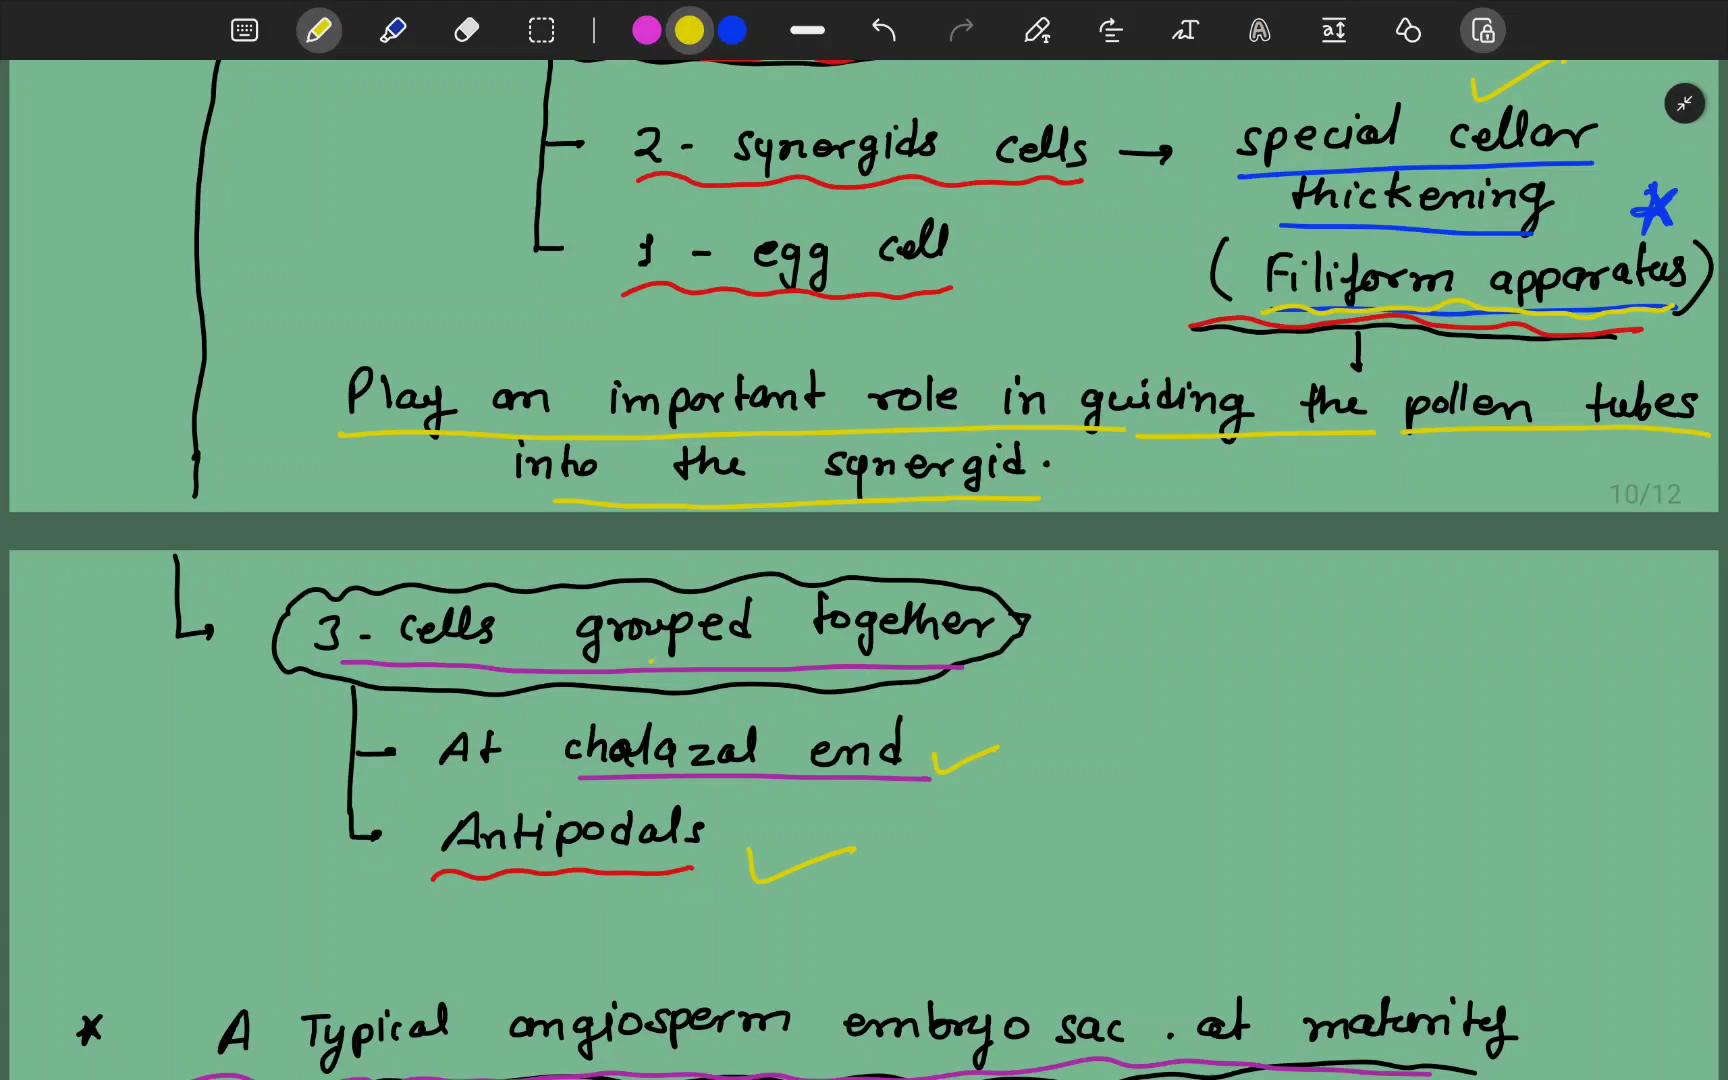 2 - synergids cells → special cellar
thickening *
1 - egg cell
( Filiform apparatus )
Play an important role in guiding the pollen tubes
into the synergid.
10/12
3 - cells grouped together
At chalazal end
Antipodals
* A Typical angiosperm embryo sac . at maturity